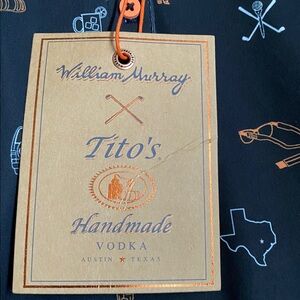 William Murray
Tito's
Handmade
VODKA
AUSTIN ★ TEXAS